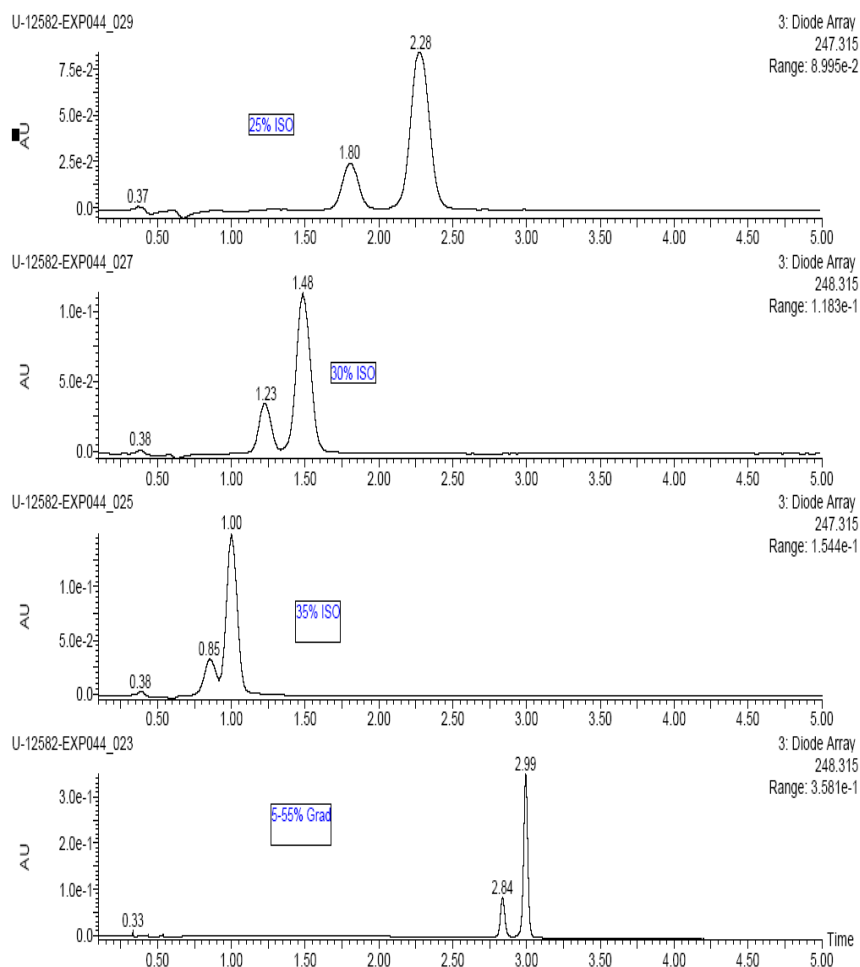 U-12582-EXP044_029
3: Diode Array
247.315
Range: 8.995e-2
2.28
7.5e-2
25% ISO
5.0e-2
AU
1.80
2.5e-2
0.37
0.0
0.50 1.00 1.50 2.00 2.50 3.00 3.50 4.00 4.50 5.00
U-12582-EXP044_027
3: Diode Array
248.315
Range: 1.183e-1
1.48
1.0e-1
30% ISO
AU
5.0e-2
1.23
0.38
0.0
0.50 1.00 1.50 2.00 2.50 3.00 3.50 4.00 4.50 5.00
U-12582-EXP044_025
3: Diode Array
247.315
Range: 1.544e-1
1.00
1.0e-1
35% ISO
AU
5.0e-2
0.85
0.38
0.0
0.50 1.00 1.50 2.00 2.50 3.00 3.50 4.00 4.50 5.00
U-12582-EXP044_023
3: Diode Array
248.315
Range: 3.581e-1
2.99
3.0e-1
5-55% Grad
2.0e-1
AU
1.0e-1
2.84
0.33
0.0
Time
0.50 1.00 1.50 2.00 2.50 3.00 3.50 4.00 4.50 5.00